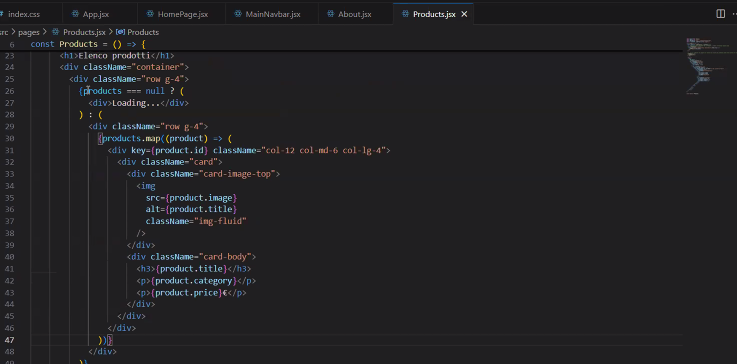 index.css App.jsx HomePage.jsx MainNavbar.jsx About.jsx Products.jsx
src > pages > Products.jsx > Products
6 const Products = () => {
23 <h1>Elenco prodotti</h1>
24 <div className="container">
25 <div className="row g-4">
26 {products === null ? (
27 <div>Loading...</div>
28 ) : (
29 <div className="row g-4">
30 {products.map((product) => (
31 <div key={product.id} className="col-12 col-md-6 col-lg-4">
32 <div className="card">
33 <div className="card-image-top">
34 <img
35 src={product.image}
36 alt={product.title}
37 className="img-fluid"
38 />
39 </div>
40 <div className="card-body">
41 <h3>{product.title}</h3>
42 <p>{product.category}</p>
43 <p>{product.price}€</p>
44 </div>
45 </div>
46 </div>
47 ))}
48 </div>
49 )}